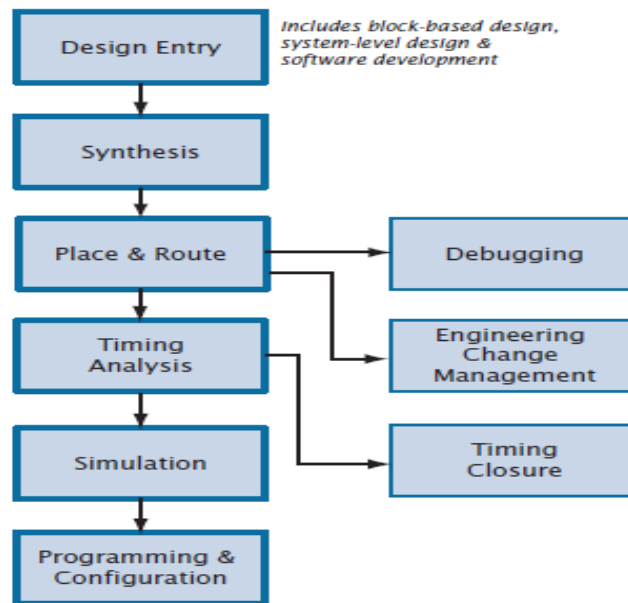 Design Entry
Includes block-based design,
system-level design &
software development
Synthesis
Place & Route
Debugging
Timing
Analysis
Engineering
Change
Management
Simulation
Timing
Closure
Programming &
Configuration